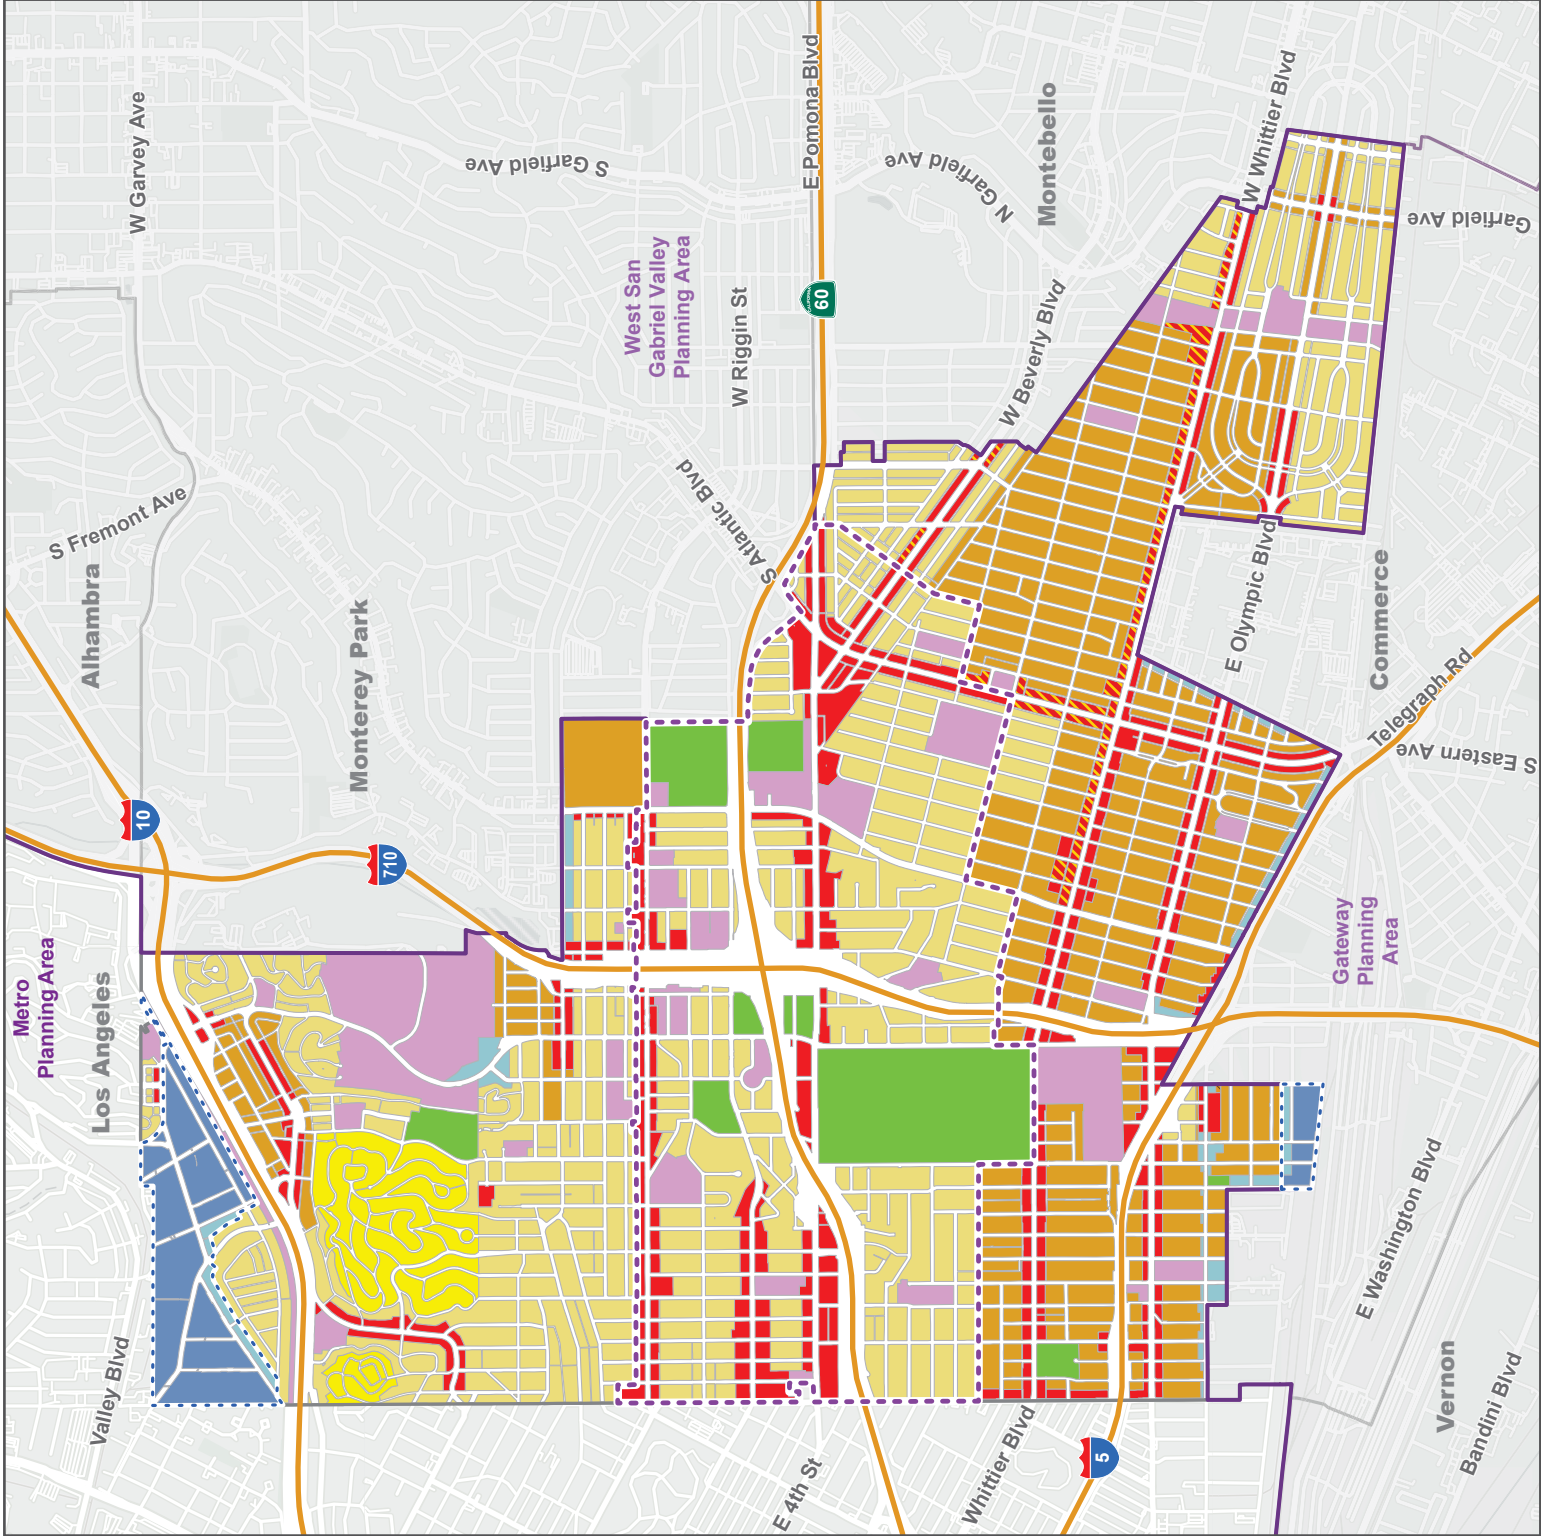 W Garvey Ave
S Garfield Ave
E Pomona Blvd
N Garfield Ave
Montebello
W Whittier Blvd
Garfield Ave
West San
Gabriel Valley
Planning Area
W Riggin St
60
W Beverly Blvd
S Atlantic Blvd
S Fremont Ave
Alhambra
Monterey Park
E Olympic Blvd
Commerce
Telegraph Rd
S Eastern Ave
10
710
Metro
Planning Area
Los Angeles
Gateway
Planning
Area
E Washington Blvd
Valley Blvd
E 4th St
Whittier Blvd
5
Vernon
Bandini Blvd